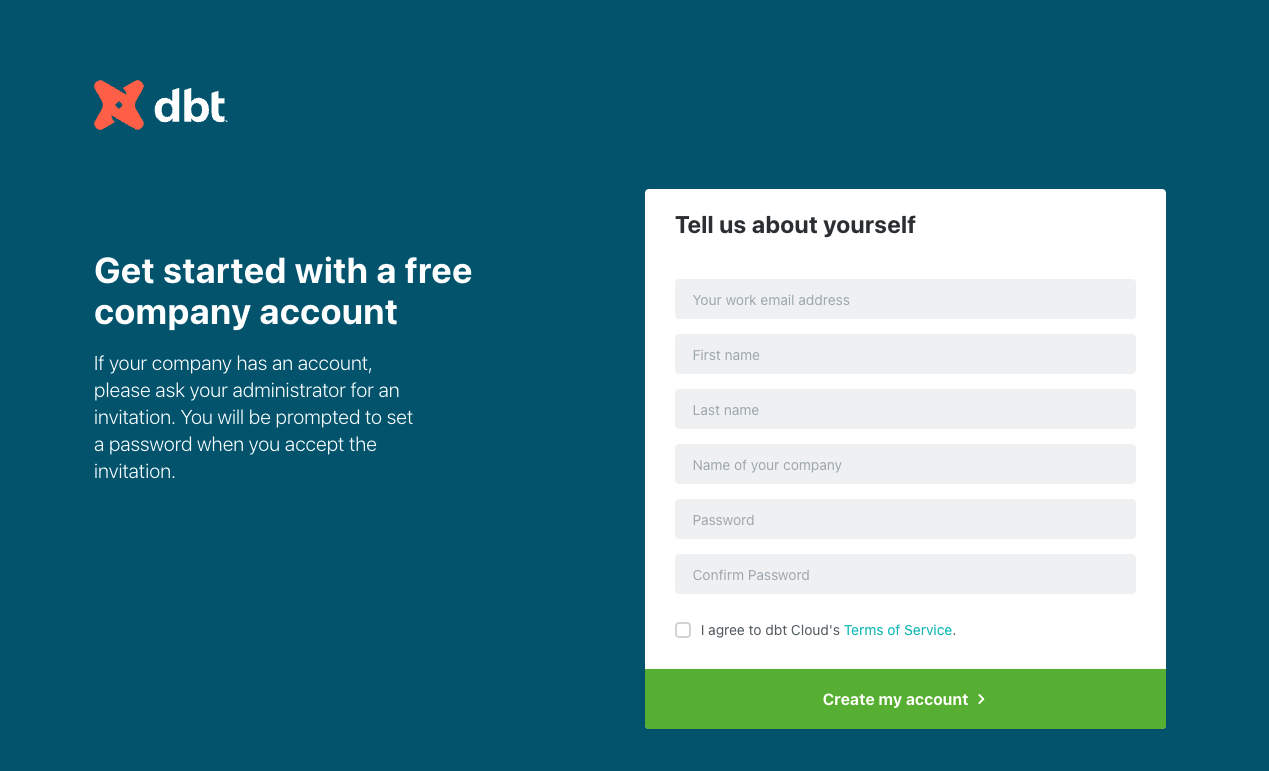 dbt
Get started with a free
company account
If your company has an account,
please ask your administrator for an
invitation. You will be prompted to set
a password when you accept the
invitation.
Tell us about yourself
Your work email address
First name
Last name
Name of your company
Password
Confirm Password
I agree to dbt Cloud's Terms of Service.
Create my account